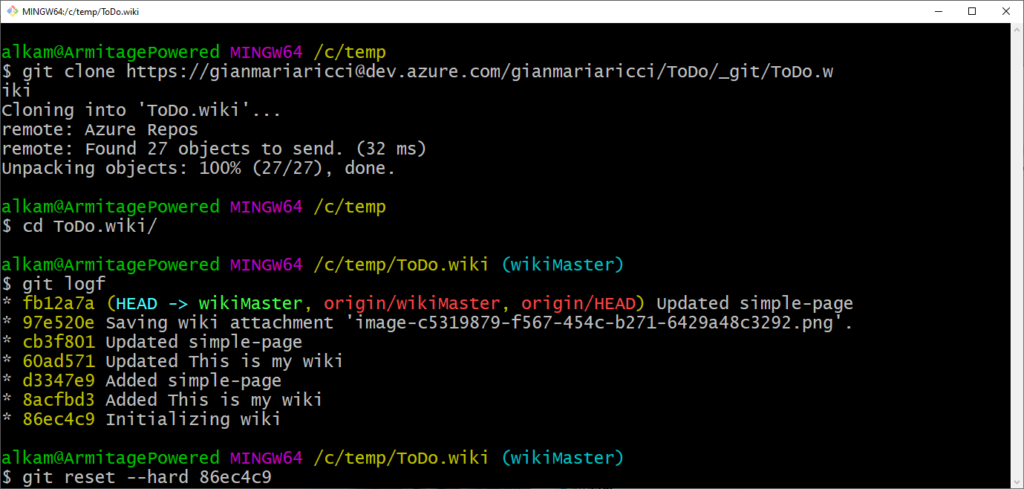 MINGW64:/c/temp/ToDo.wiki
alkam@ArmitagePowered MINGW64 /c/temp
$ git clone https://gianmariaricci@dev.azure.com/gianmariaricci/ToDo/_git/ToDo.w
iki
Cloning into 'ToDo.wiki'...
remote: Azure Repos
remote: Found 27 objects to send. (32 ms)
Unpacking objects: 100% (27/27), done.
alkam@ArmitagePowered MINGW64 /c/temp
$ cd ToDo.wiki/
alkam@ArmitagePowered MINGW64 /c/temp/ToDo.wiki (wikiMaster)
$ git logf
* fb12a7a (HEAD -> wikiMaster, origin/wikiMaster, origin/HEAD) Updated simple-page
* 97e520e Saving wiki attachment 'image-c5319879-f567-454c-b271-6429a48c3292.png'.
* cb3f801 Updated simple-page
* 60ad571 Updated This is my wiki
* d3347e9 Added simple-page
* 8acfbd3 Added This is my wiki
* 86ec4c9 Initializing wiki
alkam@ArmitagePowered MINGW64 /c/temp/ToDo.wiki (wikiMaster)
$ git reset --hard 86ec4c9